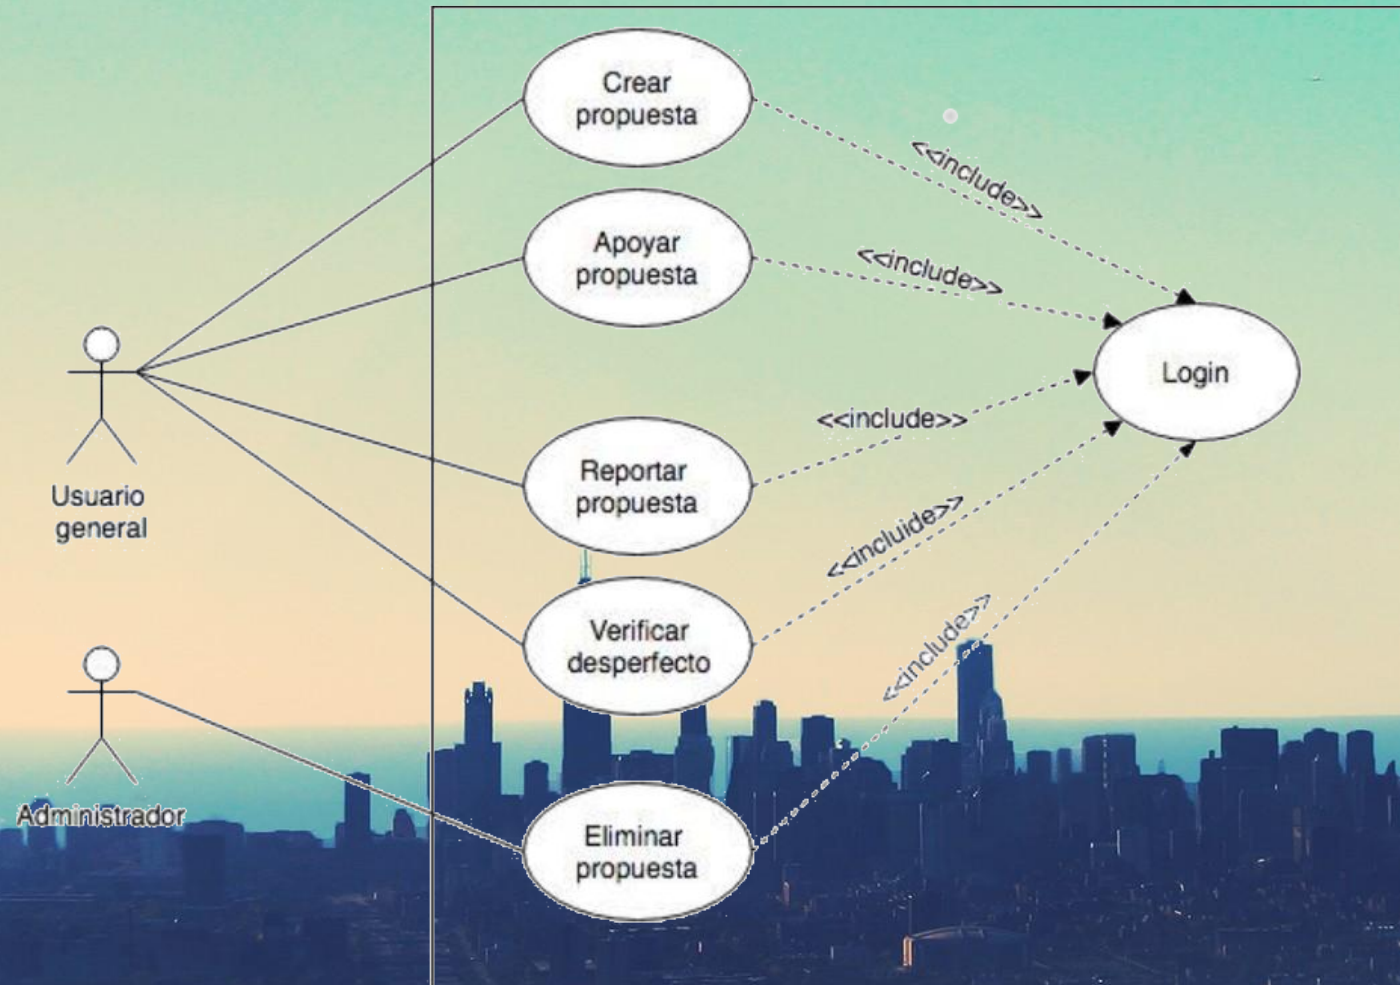 Crear
propuesta
<<include>>
Apoyar
propuesta
<<include>>
Login
<<include>>
Reportar
propuesta
Usuario
general
<<incluide>>
Verificar
desperfecto
<<include>>
Administrador
Eliminar
propuesta